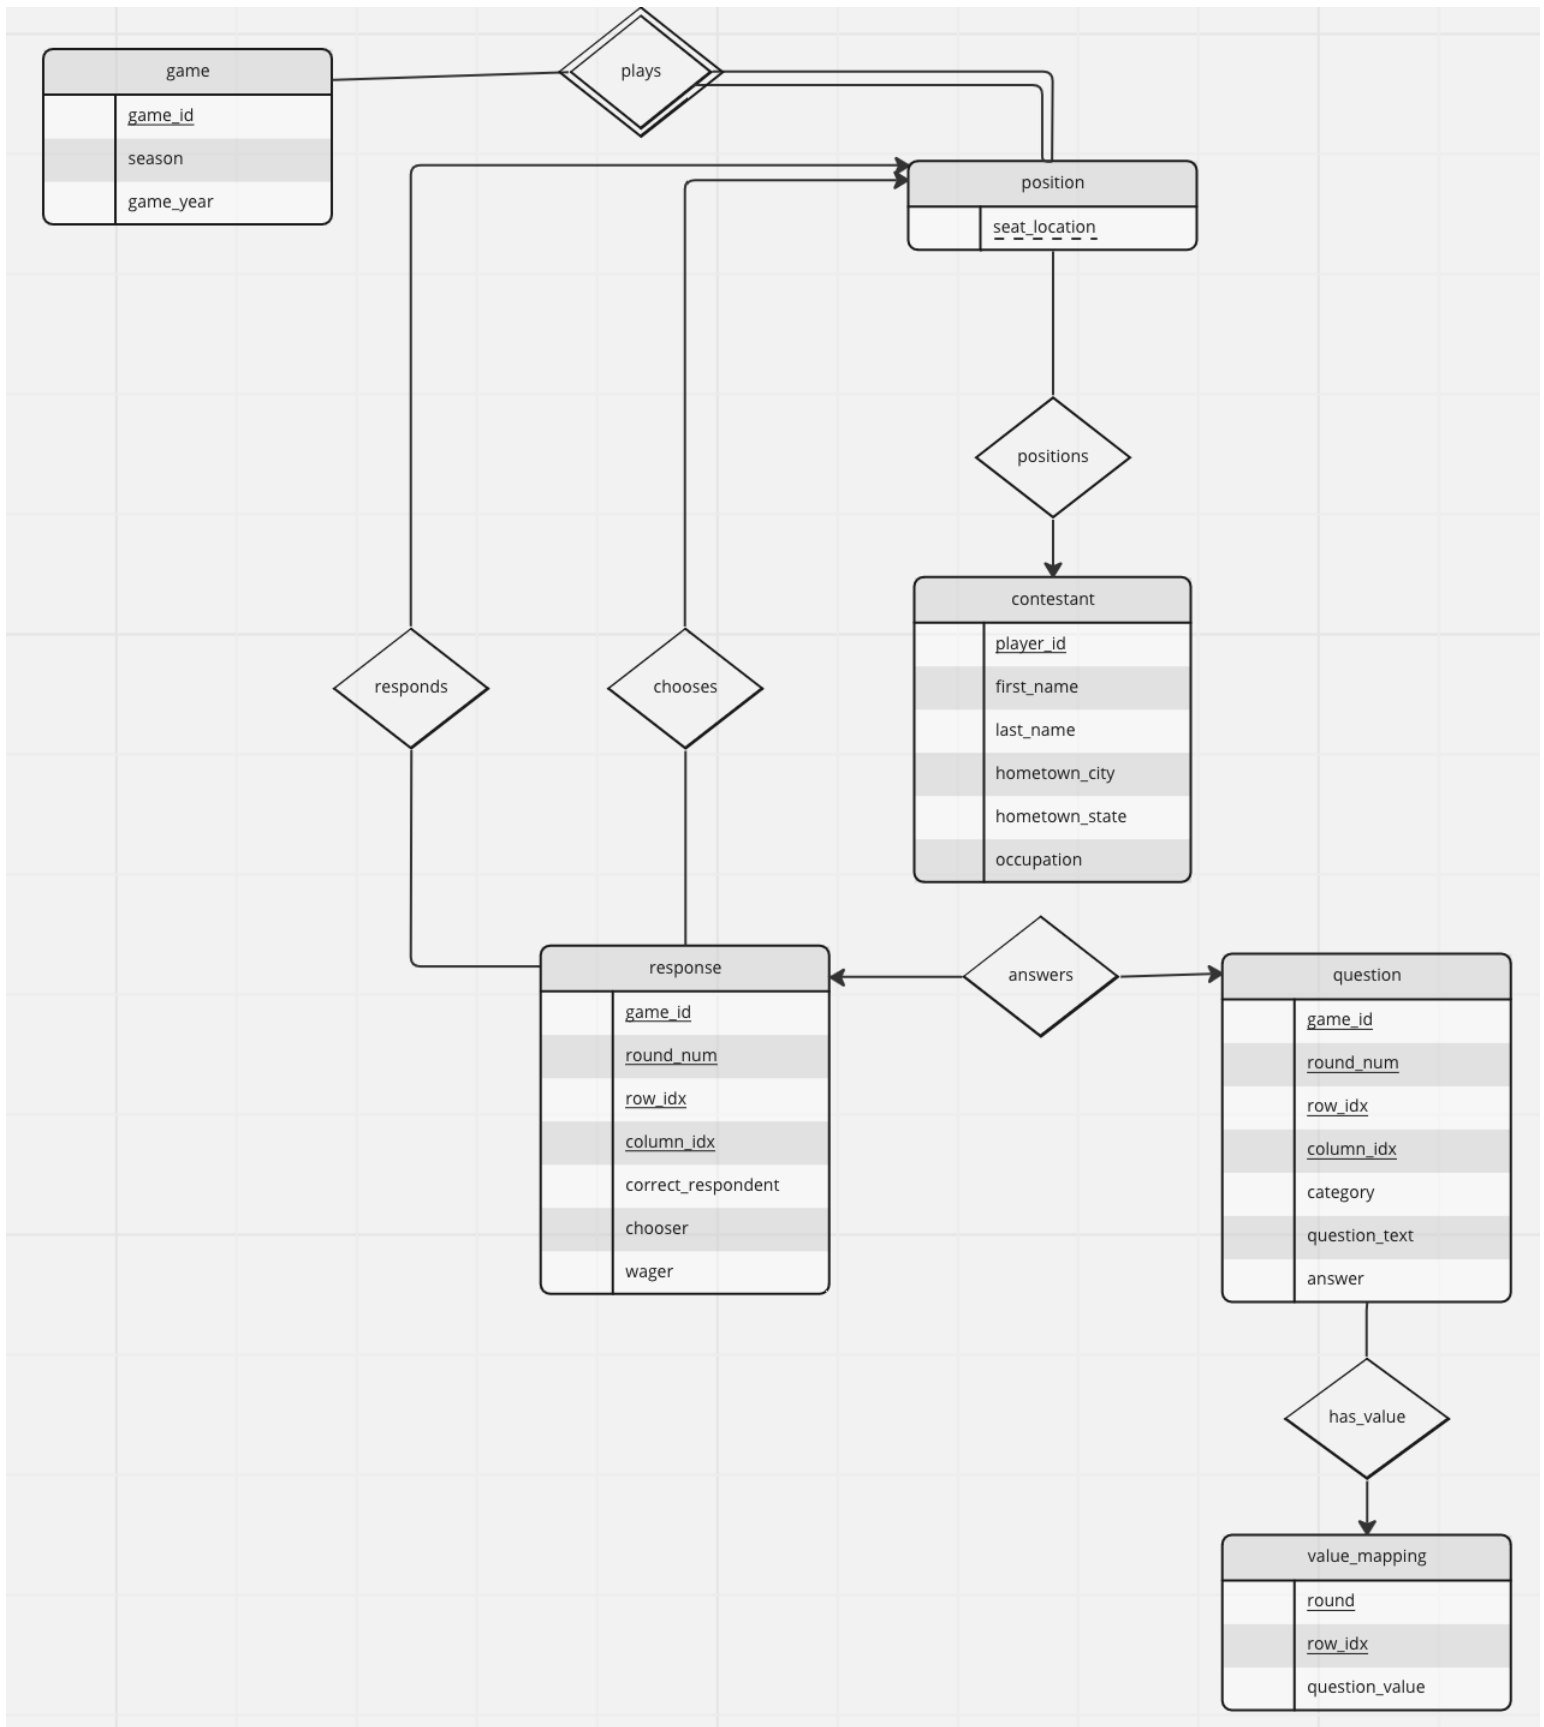 game
game_id
season
game_year
plays
position
seat_location
positions
contestant
player_id
first_name
last_name
hometown_city
hometown_state
occupation
responds
chooses
response
game_id
round_num
row_idx
column_idx
correct_respondent
chooser
wager
answers
question
game_id
round_num
row_idx
column_idx
category
question_text
answer
has_value
value_mapping
round
row_idx
question_value